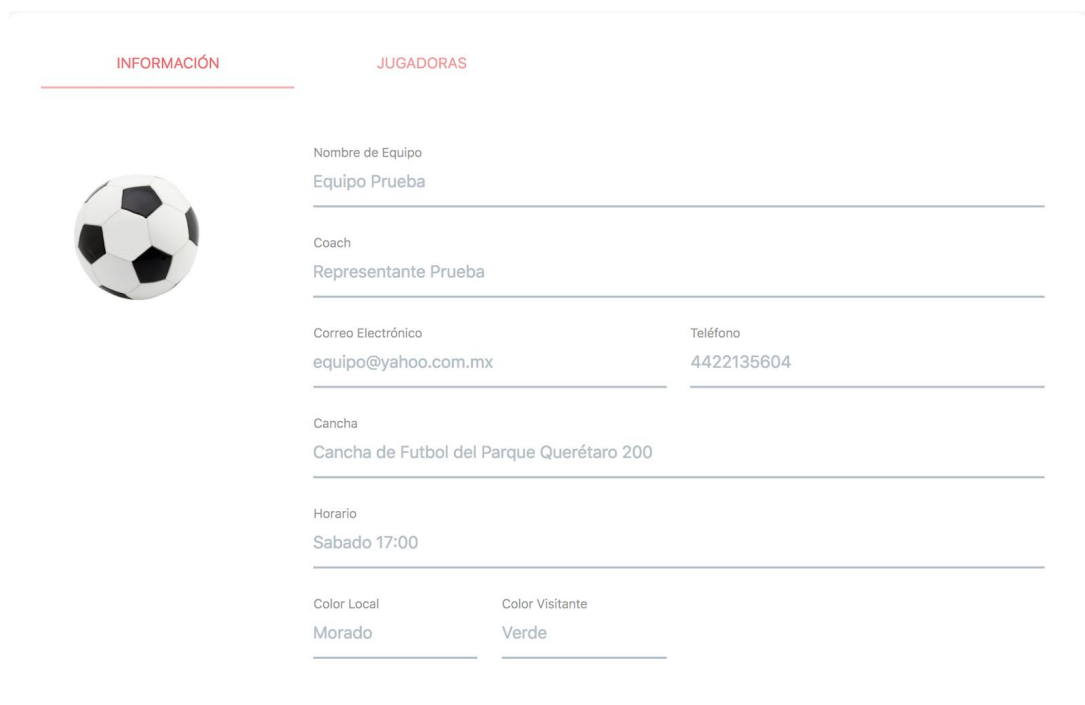 INFORMACIÓN JUGADORAS
Nombre de Equipo
Equipo Prueba
Coach
Representante Prueba
Correo Electrónico Teléfono
equipo@yahoo.com.mx 4422135604
Cancha
Cancha de Futbol del Parque Querétaro 200
Horario
Sabado 17:00
Color Local Color Visitante
Morado Verde